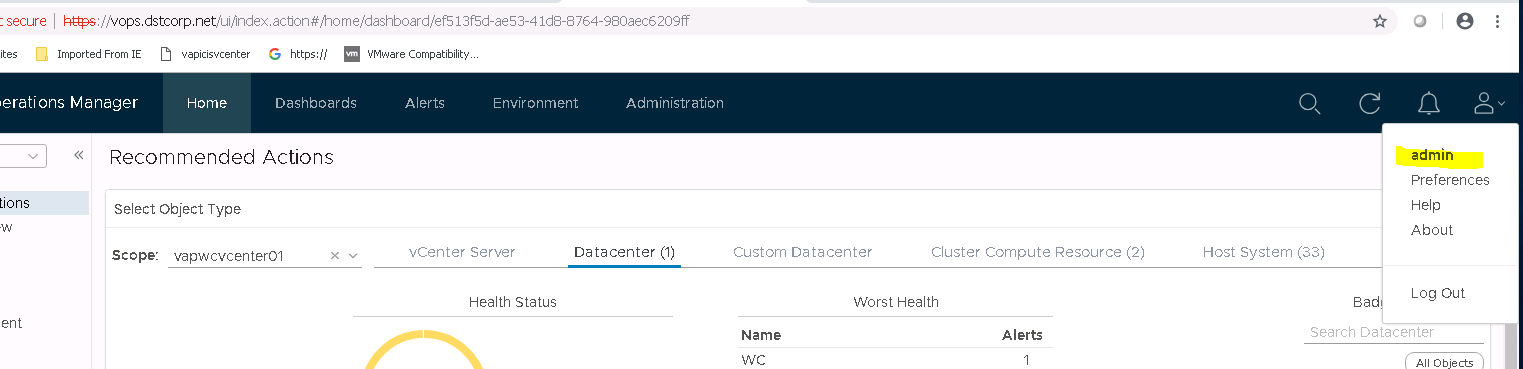 t secure | https://vops.dstcorp.net/ui/index.action#/home/dashboard/ef513f5d-ae53-41d8-8764-980aec6209ff
ites Imported From IE vapicisvcenter https:// vm VMware Compatibility...
erations Manager Home Dashboards Alerts Environment Administration
admin
Preferences
Help
About
Log Out
Recommended Actions
tions
w
ent
Select Object Type
Scope: vapwcvcenter01 vCenter Server Datacenter (1) Custom Datacenter Cluster Compute Resource (2) Host System (33)
Health Status Worst Health Badg
Name Alerts Search Datacenter
WC 1 All Objects